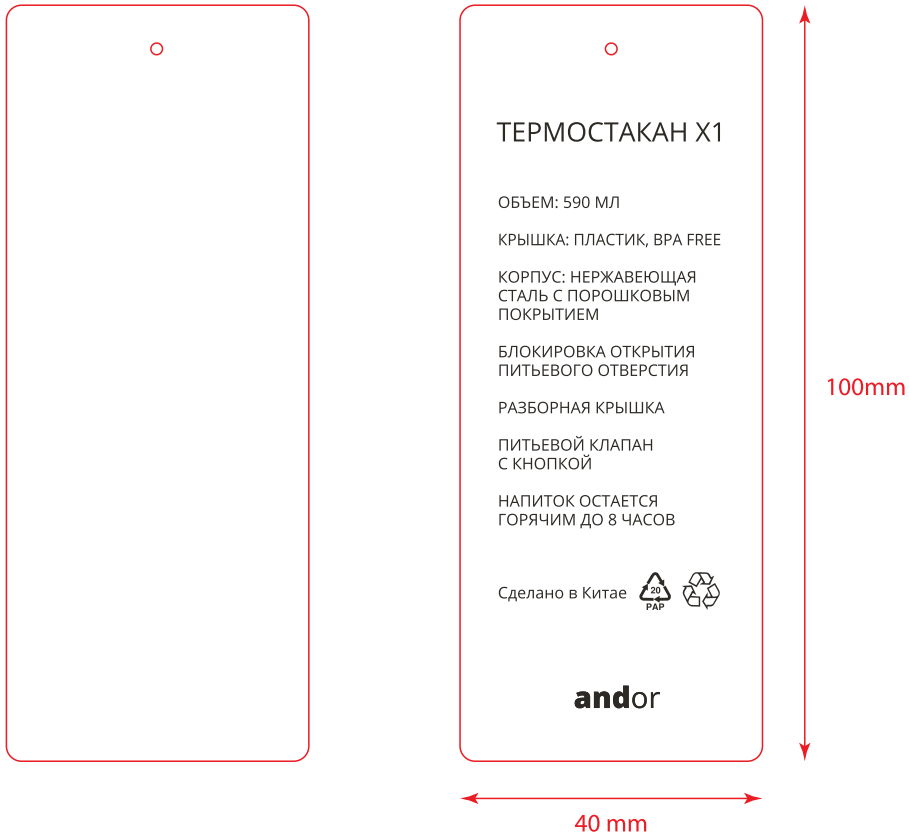 ТЕРМОСТАКАН X1
ОБЪЕМ: 590 МЛ
КРЫШКА: ПЛАСТИК, BPA FREE
КОРПУС: НЕРЖАВЕЮЩАЯ
СТАЛЬ С ПОРОШКОВЫМ
ПОКРЫТИЕМ
БЛОКИРОВКА ОТКРЫТИЯ
ПИТЬЕВОГО ОТВЕРСТИЯ
РАЗБОРНАЯ КРЫШКА
ПИТЬЕВОЙ КЛАПАН
С КНОПКОЙ
НАПИТОК ОСТАЕТСЯ
ГОРЯЧИМ ДО 8 ЧАСОВ
Сделано в Китае
20
PAP
andor
100mm
40 mm